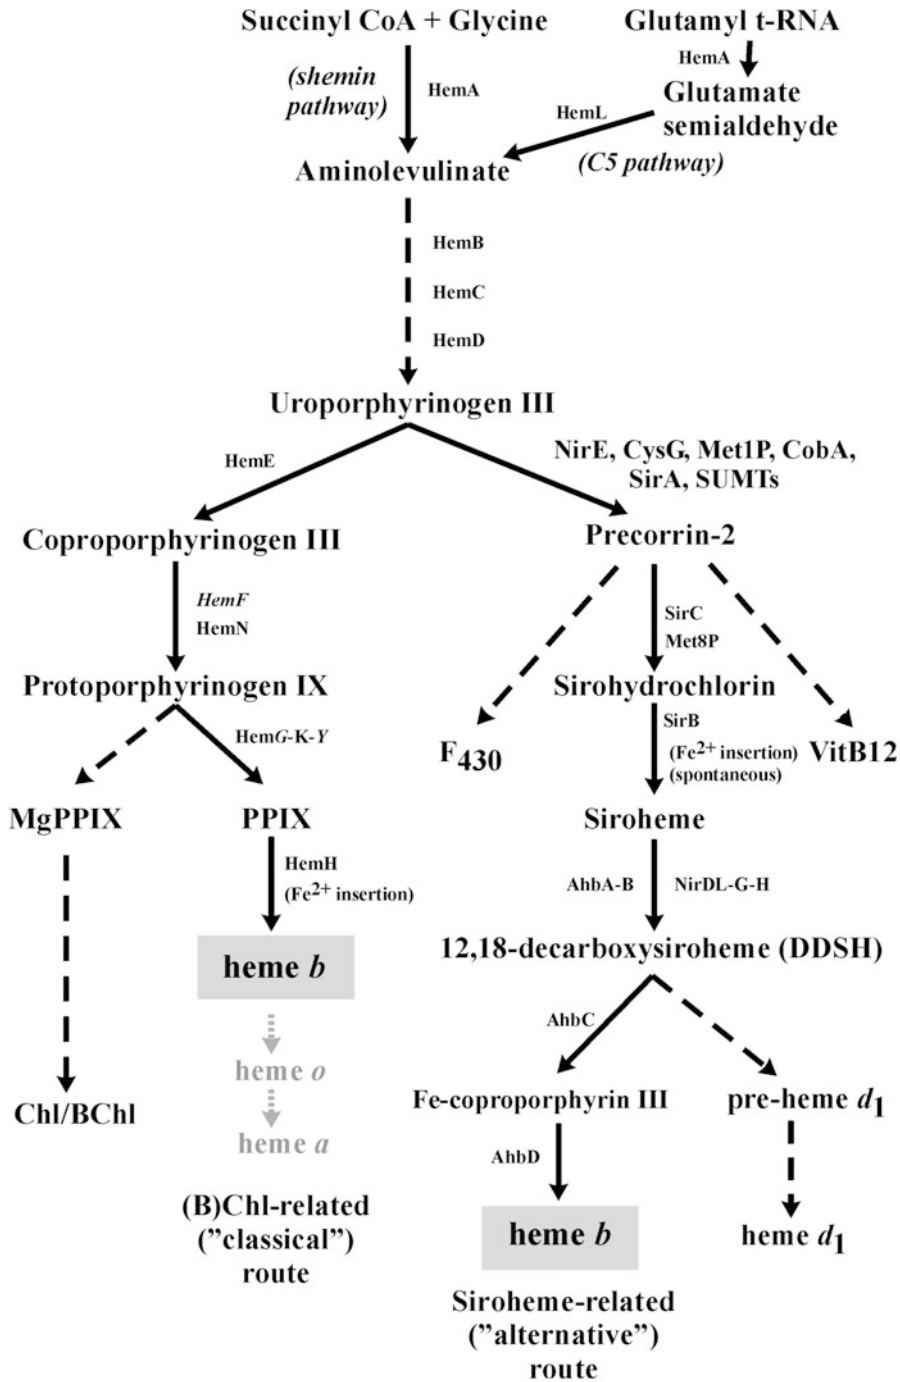 Succinyl CoA + Glycine
Glutamyl t-RNA
(shemin
pathway)
HemA
HemA
Glutamate
semialdehyde
HemL
(C5 pathway)
Aminolevulinate
HemB
HemC
HemD
Uroporphyrinogen III
HemE
NirE, CysG, Met1P, CobA,
SirA, SUMTs
Coproporphyrinogen III
Precorrin-2
HemF
HemN
SirC
Met8P
Protoporphyrinogen IX
Sirohydrochlorin
HemG-K-Y
SirB
(Fe2+ insertion)
(spontaneous)
F430
VitB12
MgPPIX
PPIX
Siroheme
HemH
(Fe2+ insertion)
AhbA-B
NirDL-G-H
heme b
12,18-decarboxysiroheme (DDSH)
AhbC
heme o
Fe-coproporphyrin III
pre-heme d1
Chl/BChl
heme a
AhbD
(B)Chl-related
("classical")
route
heme b
heme d1
Siroheme-related
("alternative")
route